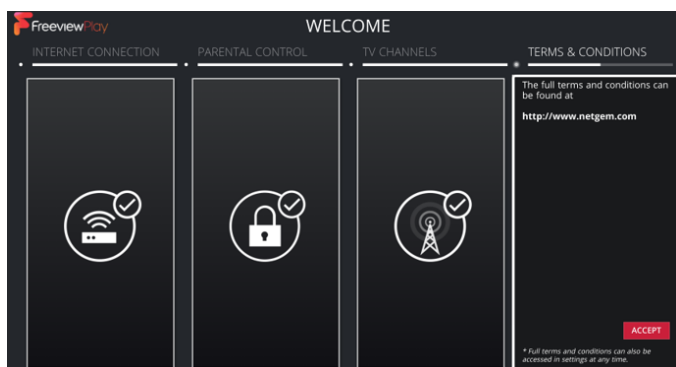 FreeviewPlay
WELCOME
INTERNET CONNECTION
PARENTAL CONTROL
TV CHANNELS
TERMS & CONDITIONS
The full terms and conditions can
be found at
http://www.netgem.com
ACCEPT
* Full terms and conditions can also be
accessed in settings at any time.